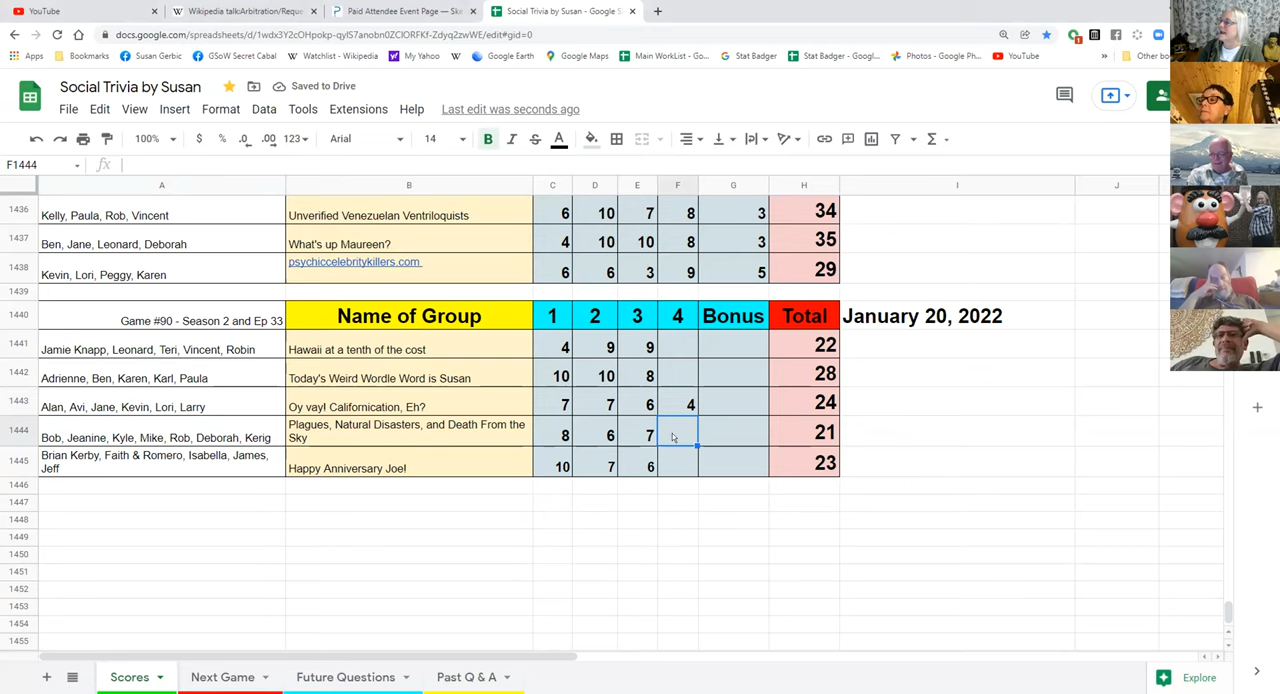 YouTube
Wikipedia talk:Arbitration/Reque
Paid Attendee Event Page — Ske
Social Trivia by Susan - Google S
docs.google.com/spreadsheets/d/1wdx3Y2cOHpokp-qyIS7anobn0ZCIORFKf-Zdyq2zwWE/edit#gid=0
Apps Bookmarks Susan Gerbic GSoW Secret Cabal Watchlist - Wikipedia My Yahoo Google Earth Google Maps Main WorkList - Go... Stat Badger Stat Badger - Googl... Google Photos - Ph... YouTube » Other bo
Social Trivia by Susan Saved to Drive
File Edit View Insert Format Data Tools Extensions Help Last edit was seconds ago
100% $ % .0 .00 123 Arial 14 B I S A
F1444 fx
A B C D E F G H I J
1436 Kelly, Paula, Rob, Vincent Unverified Venezuelan Ventriloquists 6 10 7 8 3 34
1437 Ben, Jane, Leonard, Deborah What's up Maureen? 4 10 10 8 3 35
1438 Kevin, Lori, Peggy, Karen psychiccelebritykillers.com 6 6 3 9 5 29
1439
1440 Game #90 - Season 2 and Ep 33 Name of Group 1 2 3 4 Bonus Total January 20, 2022
1441 Jamie Knapp, Leonard, Teri, Vincent, Robin Hawaii at a tenth of the cost 4 9 9 22
1442 Adrienne, Ben, Karen, Karl, Paula Today's Weird Wordle Word is Susan 10 10 8 28
1443 Alan, Avi, Jane, Kevin, Lori, Larry Oy vay! Californication, Eh? 7 7 6 4 24
1444 Bob, Jeanine, Kyle, Mike, Rob, Deborah, Kerig Plagues, Natural Disasters, and Death From the
Sky 8 6 7 21
1445 Brian Kerby, Faith & Romero, Isabella, James,
Jeff Happy Anniversary Joe! 10 7 6 23
1446
1447
1448
1449
1450
1451
1452
1453
1454
1455
Scores Next Game Future Questions Past Q & A Explore